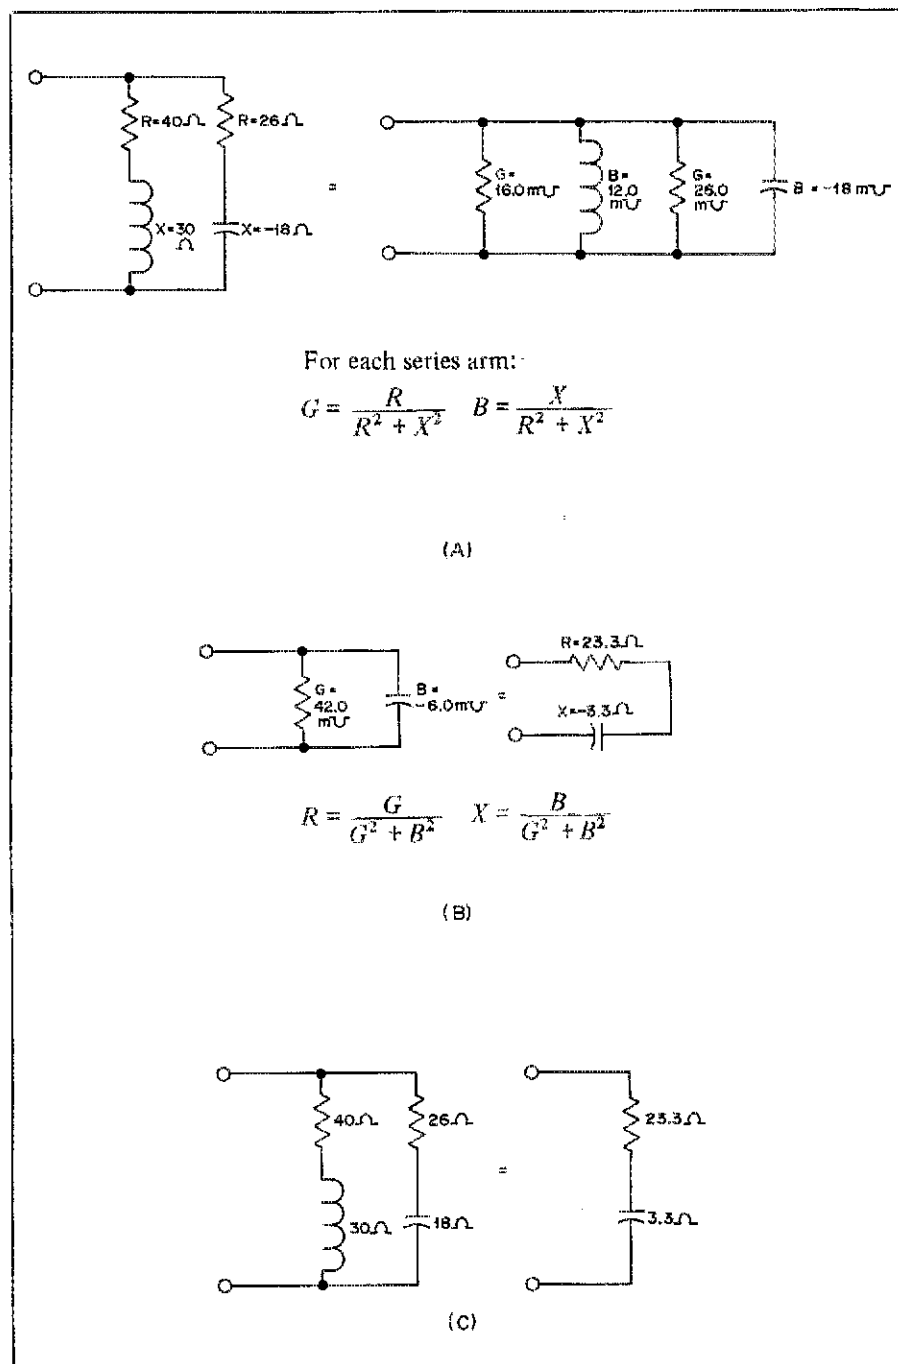 R=40Ω R=26Ω
X=30 Ω X=-18Ω
=
G= 16.0 m℧
B= 12.0 m℧
G= 26.0 m℧
B = -18 m℧
For each series arm:
G = R / (R² + X²) B = X / (R² + X²)
(A)
G= 42.0 m℧
B= -6.0 m℧
=
R=23.3Ω
X=-3.3Ω
R = G / (G² + B²) X = B / (G² + B²)
(B)
40Ω 26Ω
30Ω 18Ω
=
23.3Ω
3.3Ω
(C)